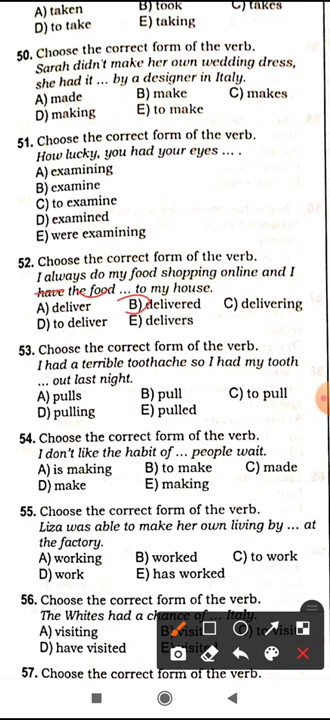 A) taken B) took C) takes
D) to take E) taking
50. Choose the correct form of the verb.
Sarah didn't make her own wedding dress,
she had it ... by a designer in Italy.
A) made B) make C) makes
D) making E) to make
51. Choose the correct form of the verb.
How lucky, you had your eyes ... .
A) examining
B) examine
C) to examine
D) examined
E) were examining
52. Choose the correct form of the verb.
I always do my food shopping online and I
have the food ... to my house.
A) deliver B) delivered C) delivering
D) to deliver E) delivers
53. Choose the correct form of the verb.
I had a terrible toothache so I had my tooth
... out last night.
A) pulls B) pull C) to pull
D) pulling E) pulled
54. Choose the correct form of the verb.
I don't like the habit of ... people wait.
A) is making B) to make C) made
D) make E) making
55. Choose the correct form of the verb.
Liza was able to make her own living by ... at
the factory.
A) working B) worked C) to work
D) work E) has worked
56. Choose the correct form of the verb.
The Whites had a chance of ... Italy.
A) visiting B) visit C) to visit
D) have visited E) visited
57. Choose the correct form of the verb.